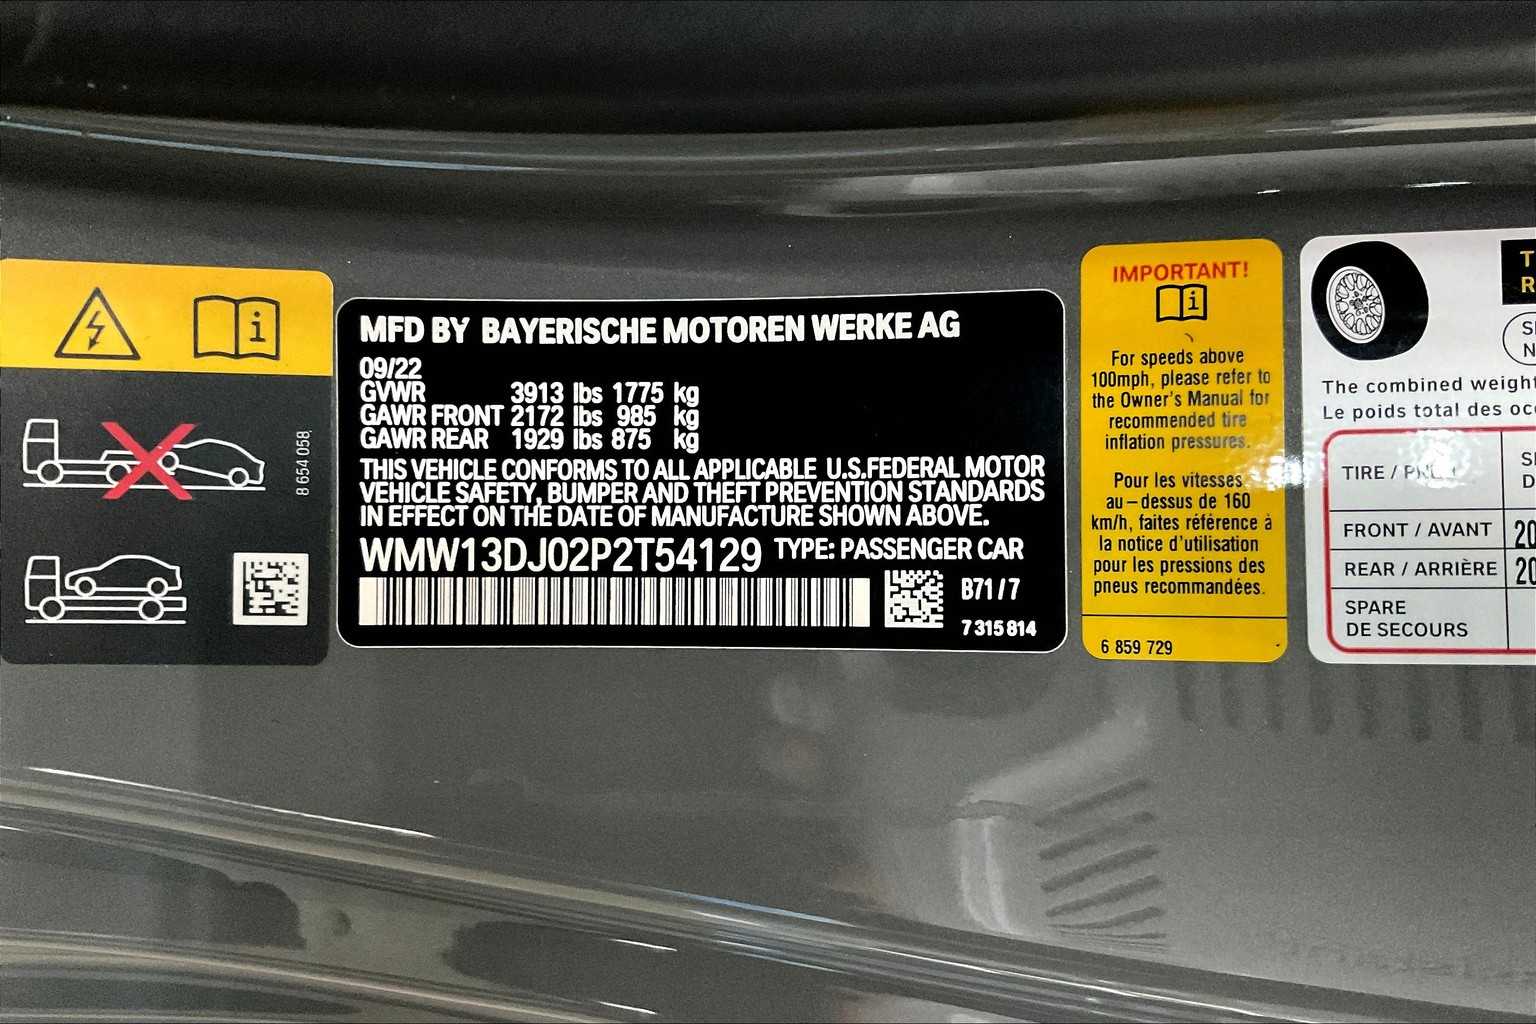 8 654 058
MFD BY BAYERISCHE MOTOREN WERKE AG
09/22
GVWR 3913 lbs 1775 kg
GAWR FRONT 2172 lbs 985 kg
GAWR REAR 1929 lbs 875 kg
THIS VEHICLE CONFORMS TO ALL APPLICABLE U.S.FEDERAL MOTOR
VEHICLE SAFETY, BUMPER AND THEFT PREVENTION STANDARDS
IN EFFECT ON THE DATE OF MANUFACTURE SHOWN ABOVE.
WMW13DJ02P2T54129 TYPE: PASSENGER CAR
B71/7
7 315 814
IMPORTANT!
For speeds above
100mph, please refer to
the Owner's Manual for
recommended tire
inflation pressures.
Pour les vitesses
au-dessus de 160
km/h, faites référence à
la notice d'utilisation
pour les pressions des
pneus recommandées.
6 859 729
The combined weight
Le poids total des
TIRE /
FRONT / AVANT 20
REAR / ARRIÈRE 20
SPARE
DE SECOURS